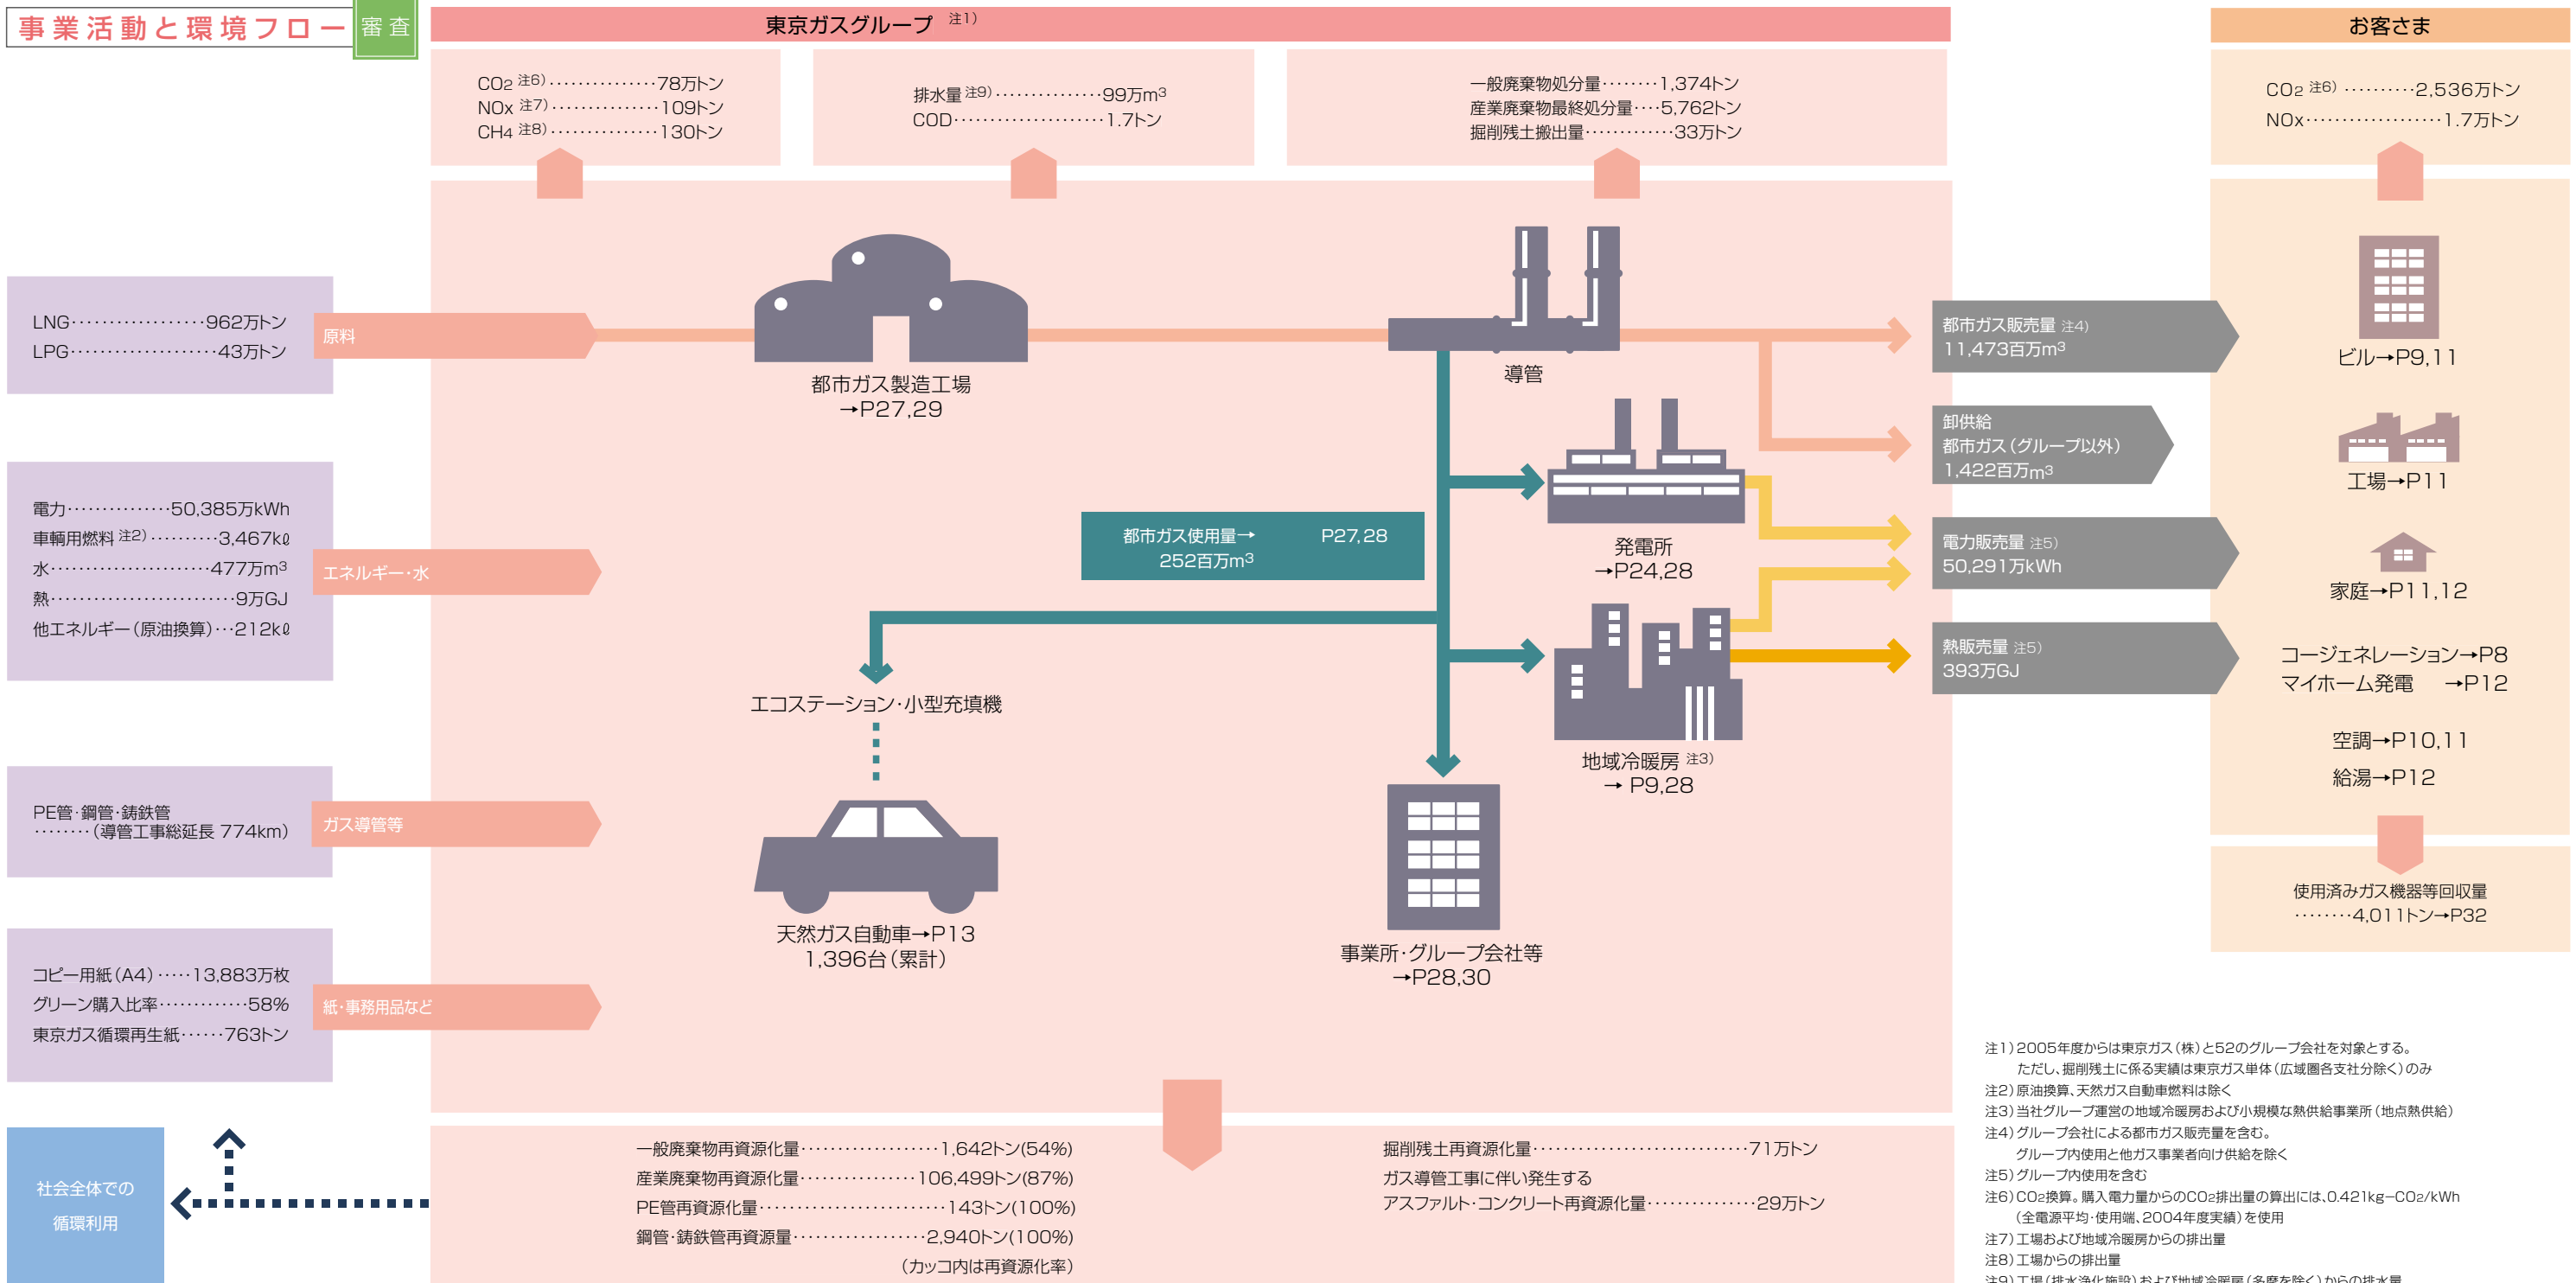 事業活動と環境フロー
審査
東京ガスグループ 注1)
お客さま
CO2 注6)･･････････････78万トン
NOx 注7)･･････････････109トン
CH4 注8)･･････････････130トン
排水量 注9)･･････････････99万m3
COD････････････････････1.7トン
一般廃棄物処分量････････1,374トン
産業廃棄物最終処分量････5,762トン
掘削残土搬出量････････････33万トン
CO2 注6)･･････････2,536万トン
NOx･･････････････････1.7万トン
LNG･･････････････････962万トン
LPG････････････････････43万トン
原料
都市ガス製造工場
→P27,29
導管
都市ガス販売量 注4)
11,473百万m3
卸供給
都市ガス(グループ以外)
1,422百万m3
ビル→P9,11
工場→P11
電力･･････････････50,385万kWh
車輌用燃料 注2)･･････････3,467kℓ
水･････････････････････477万m3
熱････････････････････････9万GJ
他エネルギー(原油換算)･･･212kℓ
エネルギー・水
都市ガス使用量→ P27,28
252百万m3
発電所
→P24,28
電力販売量 注5)
50,291万kWh
家庭→P11,12
熱販売量 注5)
393万GJ
コージェネレーション→P8
マイホーム発電 →P12
エコステーション・小型充填機
地域冷暖房 注3)
→ P9,28
空調→P10,11
給湯→P12
PE管・鋼管・鋳鉄管
････････(導管工事総延長 774km)
ガス導管等
天然ガス自動車→P13
1,396台(累計)
事業所・グループ会社等
→P28,30
使用済みガス機器等回収量
････････4,011トン→P32
コピー用紙(A4)･････13,883万枚
グリーン購入比率････････････58%
東京ガス循環再生紙･･････763トン
紙・事務用品など
社会全体での
循環利用
一般廃棄物再資源化量･･････････････････1,642トン(54%)
産業廃棄物再資源化量･･･････････････106,499トン(87%)
PE管再資源化量････････････････････････143トン(100%)
鋼管・鋳鉄管再資源量･････････････････2,940トン(100%)
(カッコ内は再資源化率)
掘削残土再資源化量････････････････････････････71万トン
ガス導管工事に伴い発生する
アスファルト・コンクリート再資源化量･･････････････29万トン
注1)2005年度からは東京ガス(株)と52のグループ会社を対象とする。
ただし、掘削残土に係る実績は東京ガス単体(広域圏各支社分除く)のみ
注2)原油換算、天然ガス自動車燃料は除く
注3)当社グループ運営の地域冷暖房および小規模な熱供給事業所(地点熱供給)
注4)グループ会社による都市ガス販売量を含む。
グループ内使用と他ガス事業者向け供給を除く
注5)グループ内使用を含む
注6)CO2換算。購入電力量からのCO2排出量の算出には、0.421kg−CO2/kWh
(全電源平均・使用端、2004年度実績)を使用
注7)工場および地域冷暖房からの排出量
注8)工場からの排出量
注9)工場(排水浄化施設)および地域冷暖房(多摩を除く)からの排水量